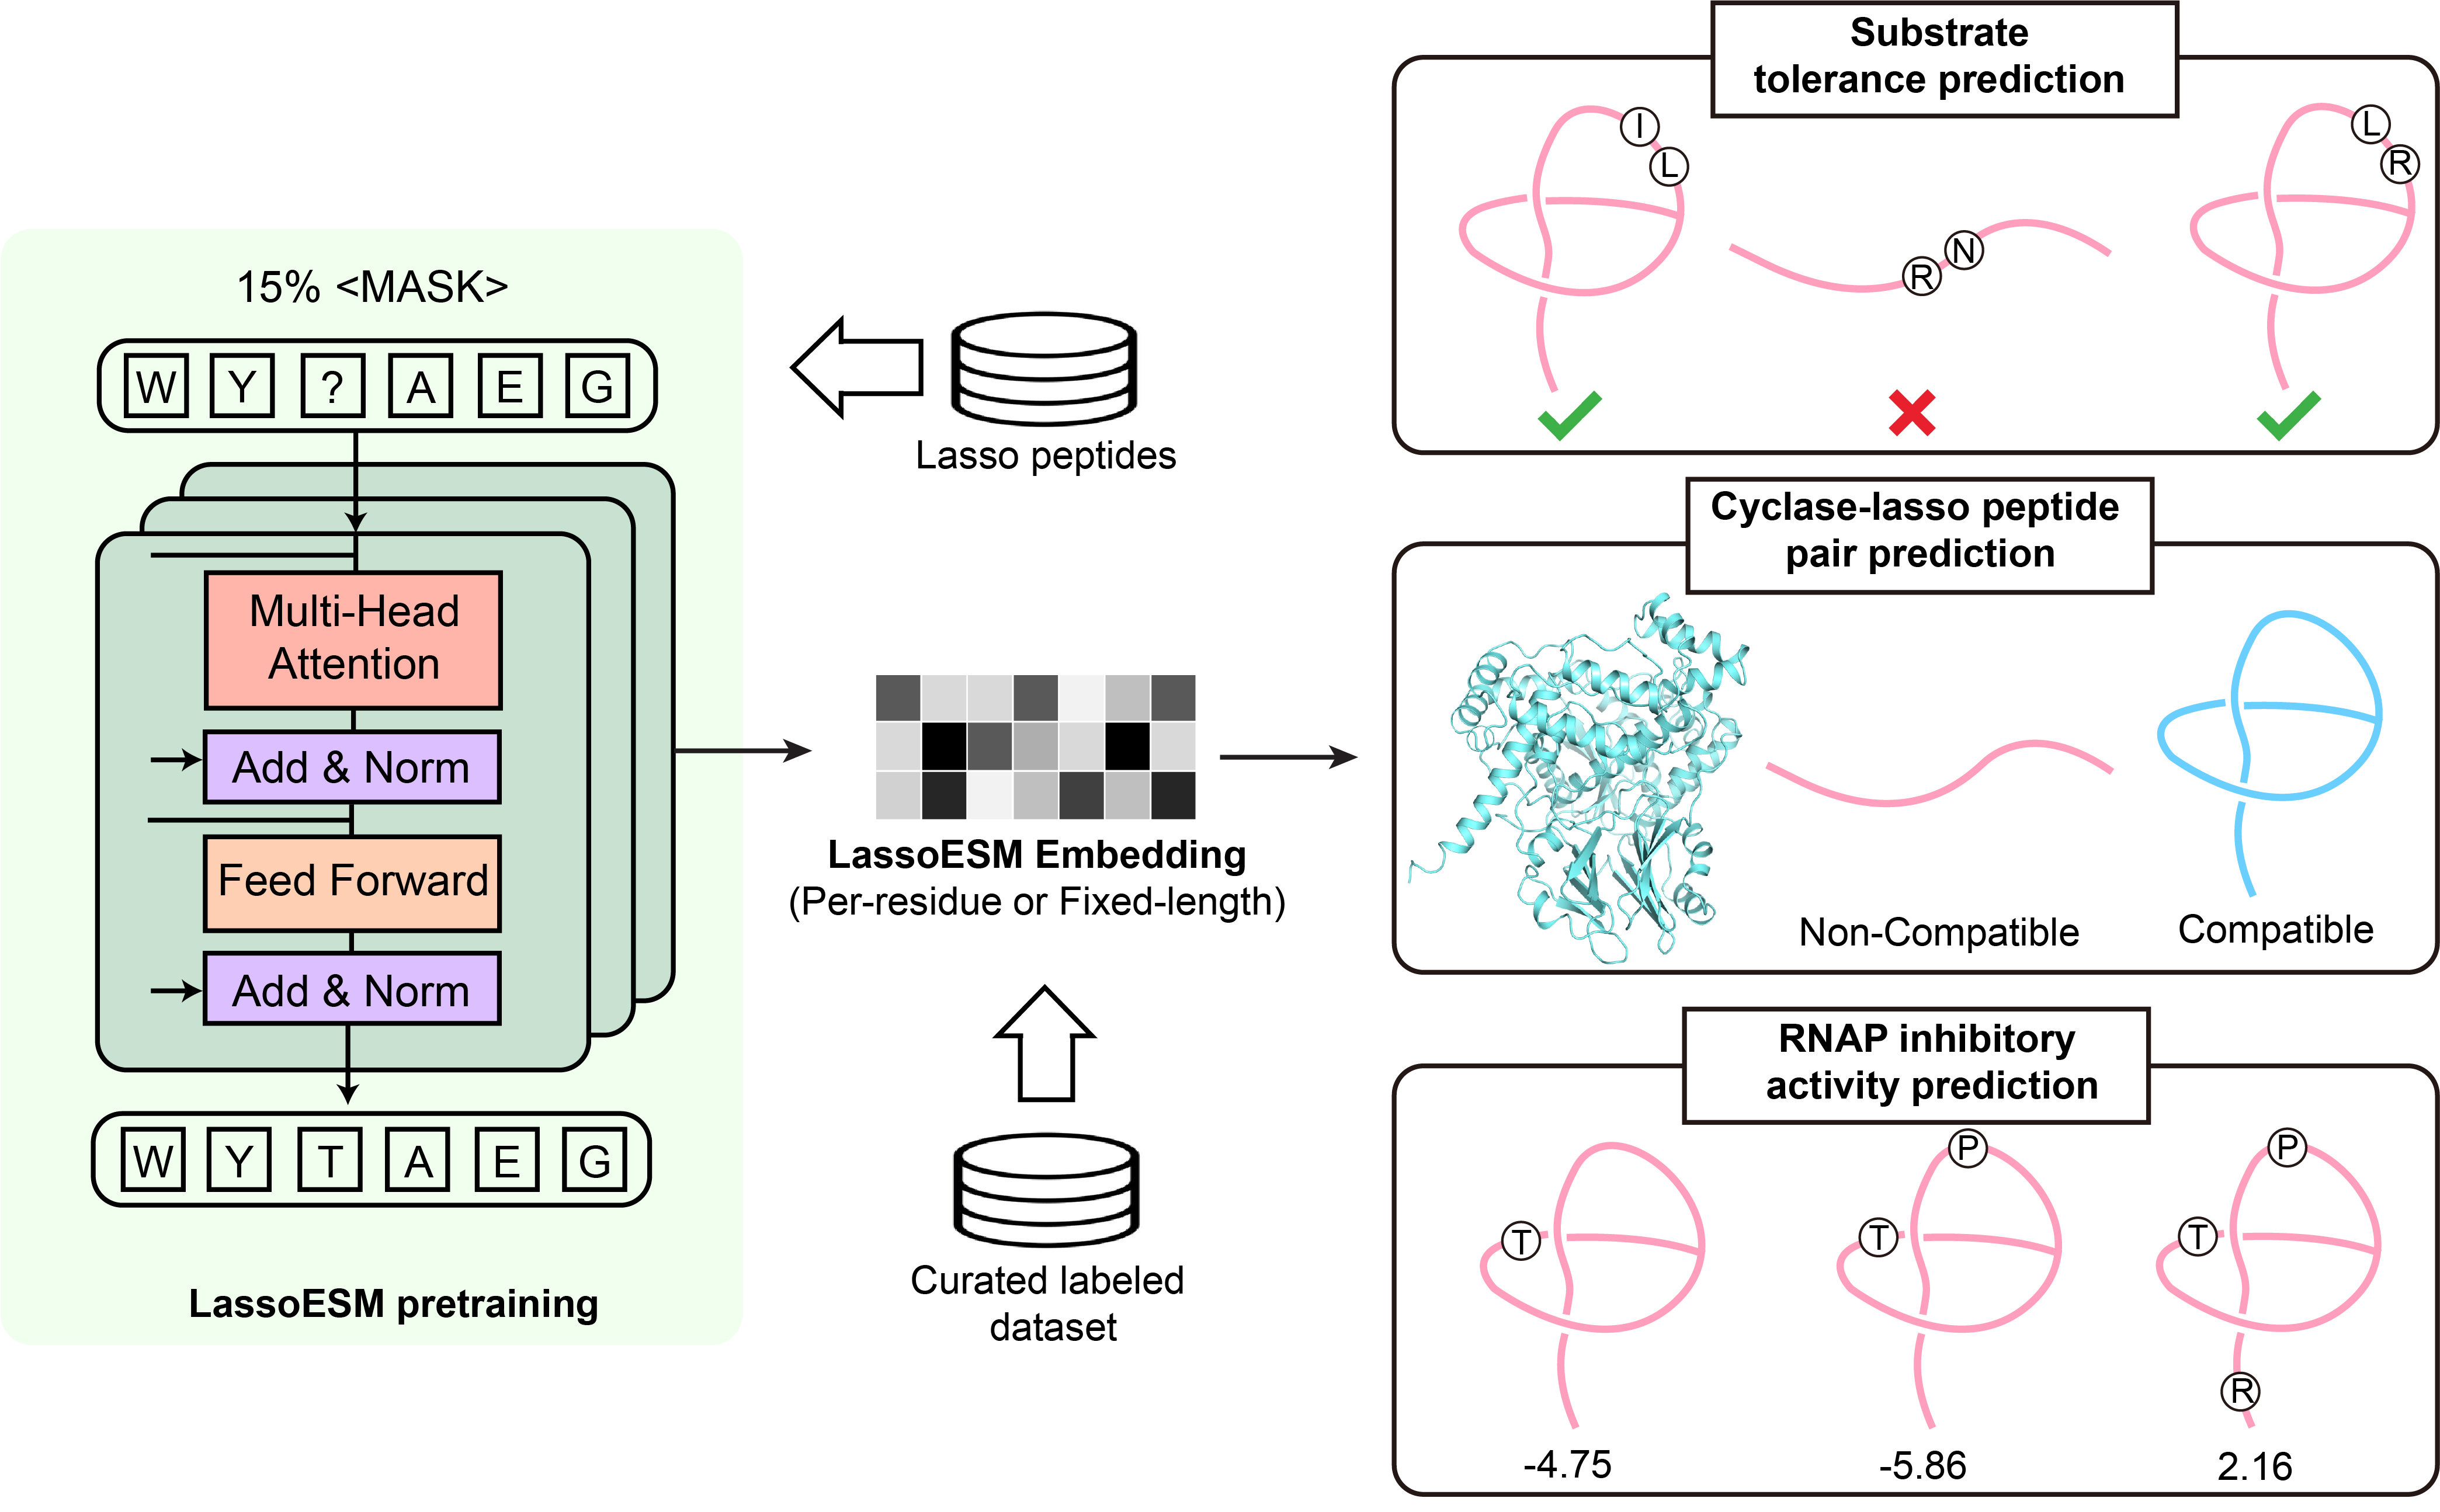 15% <MASK>
W Y ? A E G
Multi-Head
Attention
Add & Norm
Feed Forward
Add & Norm
W Y T A E G
LassoESM pretraining
Lasso peptides
LassoESM Embedding
(Per-residue or Fixed-length)
Curated labeled
dataset
Substrate
tolerance prediction
I
L
R
N
L
R
Cyclase-lasso peptide
pair prediction
Non-Compatible
Compatible
RNAP inhibitory
activity prediction
T
P
T
P
T
R
-4.75
-5.86
2.16